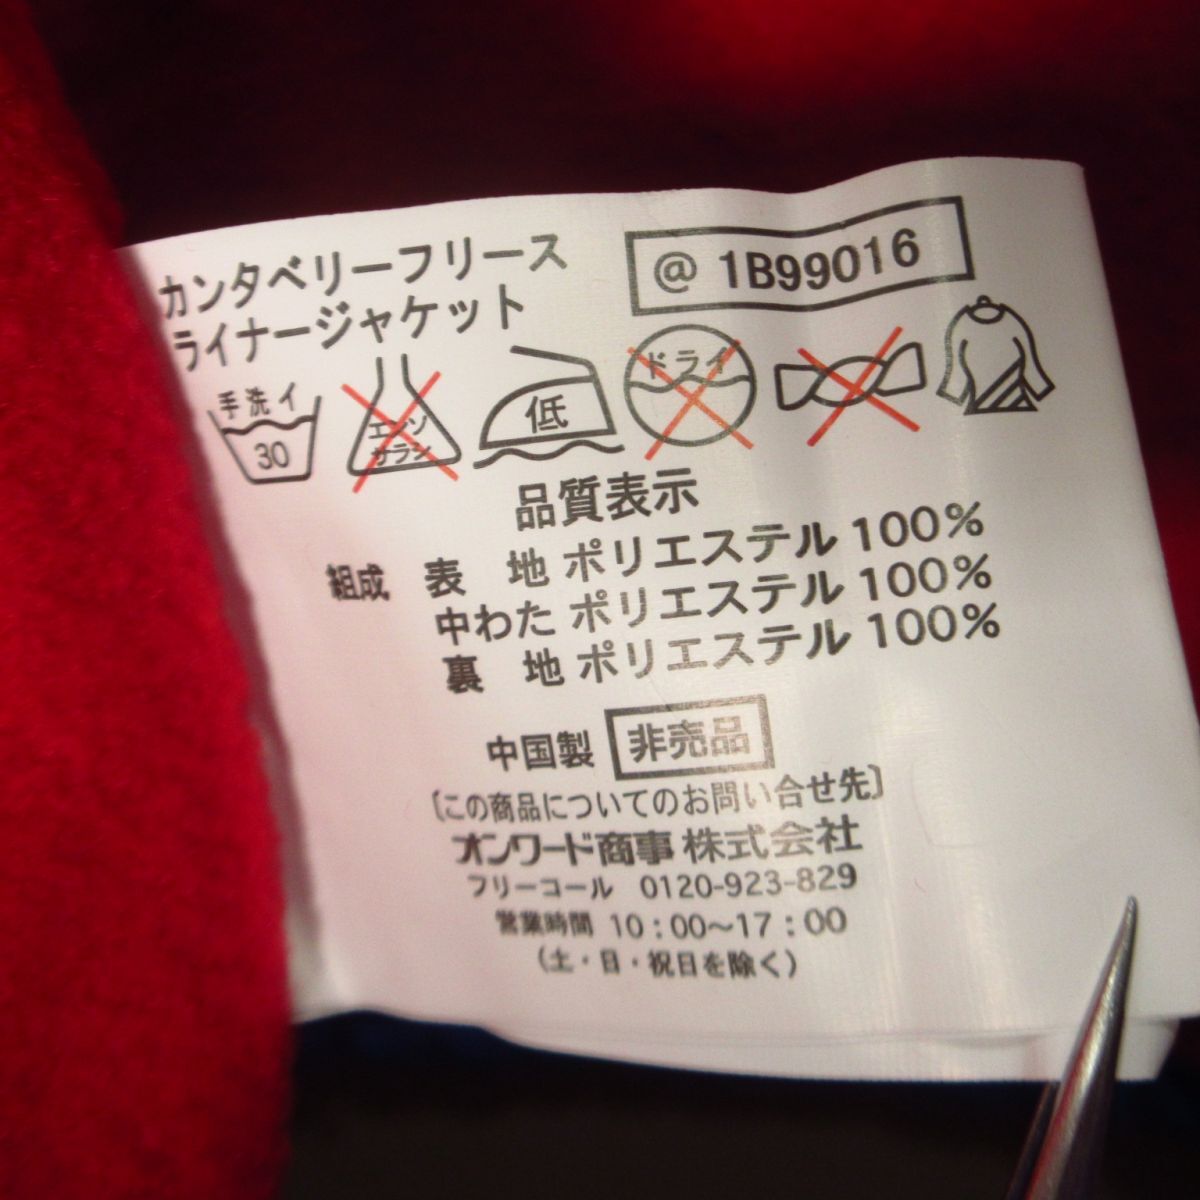 カンタベリーフリース
ライナージャケット
@ 1B99016
手洗イ
30
エンソ
サラシ
低
ドライ
品質表示
組成 表 地 ポリエステル 100%
中わた ポリエステル 100%
裏 地 ポリエステル 100%
中国製 非売品
〔この商品についてのお問い合せ先〕
オンワード商事 株式会社
フリーコール 0120-923-829
営業時間 10:00〜17:00
(土・日・祝日を除く)